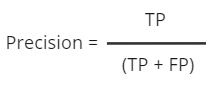 TP
Precision =
(TP + FP)